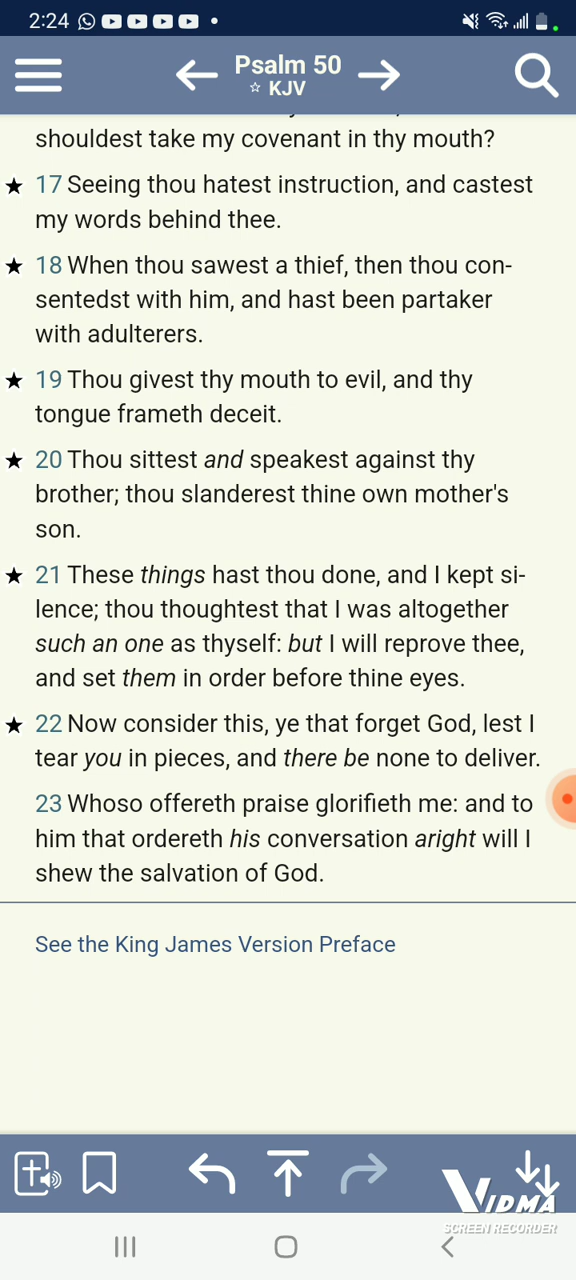 2:24
Psalm 50
☆ KJV
shouldest take my covenant in thy mouth?
★ 17 Seeing thou hatest instruction, and castest
my words behind thee.
★ 18 When thou sawest a thief, then thou con-
sentedst with him, and hast been partaker
with adulterers.
★ 19 Thou givest thy mouth to evil, and thy
tongue frameth deceit.
★ 20 Thou sittest and speakest against thy
brother; thou slanderest thine own mother's
son.
★ 21 These things hast thou done, and I kept si-
lence; thou thoughtest that I was altogether
such an one as thyself: but I will reprove thee,
and set them in order before thine eyes.
★ 22 Now consider this, ye that forget God, lest I
tear you in pieces, and there be none to deliver.
23 Whoso offereth praise glorifieth me: and to
him that ordereth his conversation aright will I
shew the salvation of God.
See the King James Version Preface
VIDMA
SCREEN RECORDER